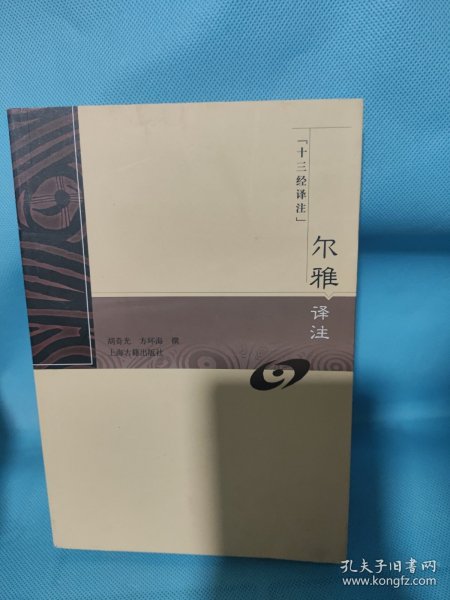 「十三经译注」
尔雅
译注
胡奇光 方环海 撰
上海古籍出版社
孔夫子旧书网
www.kongfz.com